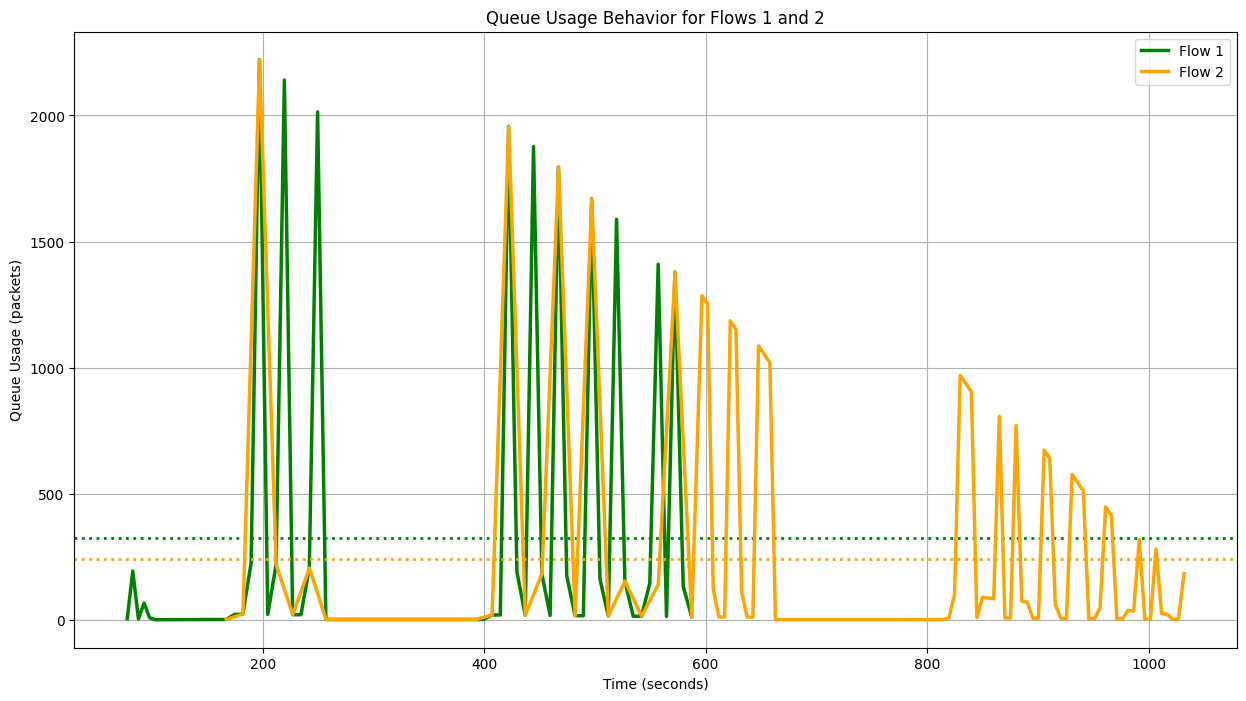 Queue Usage Behavior for Flows 1 and 2
Flow 1
Flow 2
Queue Usage (packets)
2000
1500
1000
500
0
200
400
600
800
1000
Time (seconds)